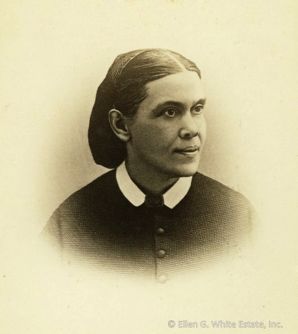 © Ellen G. White Estate, Inc.